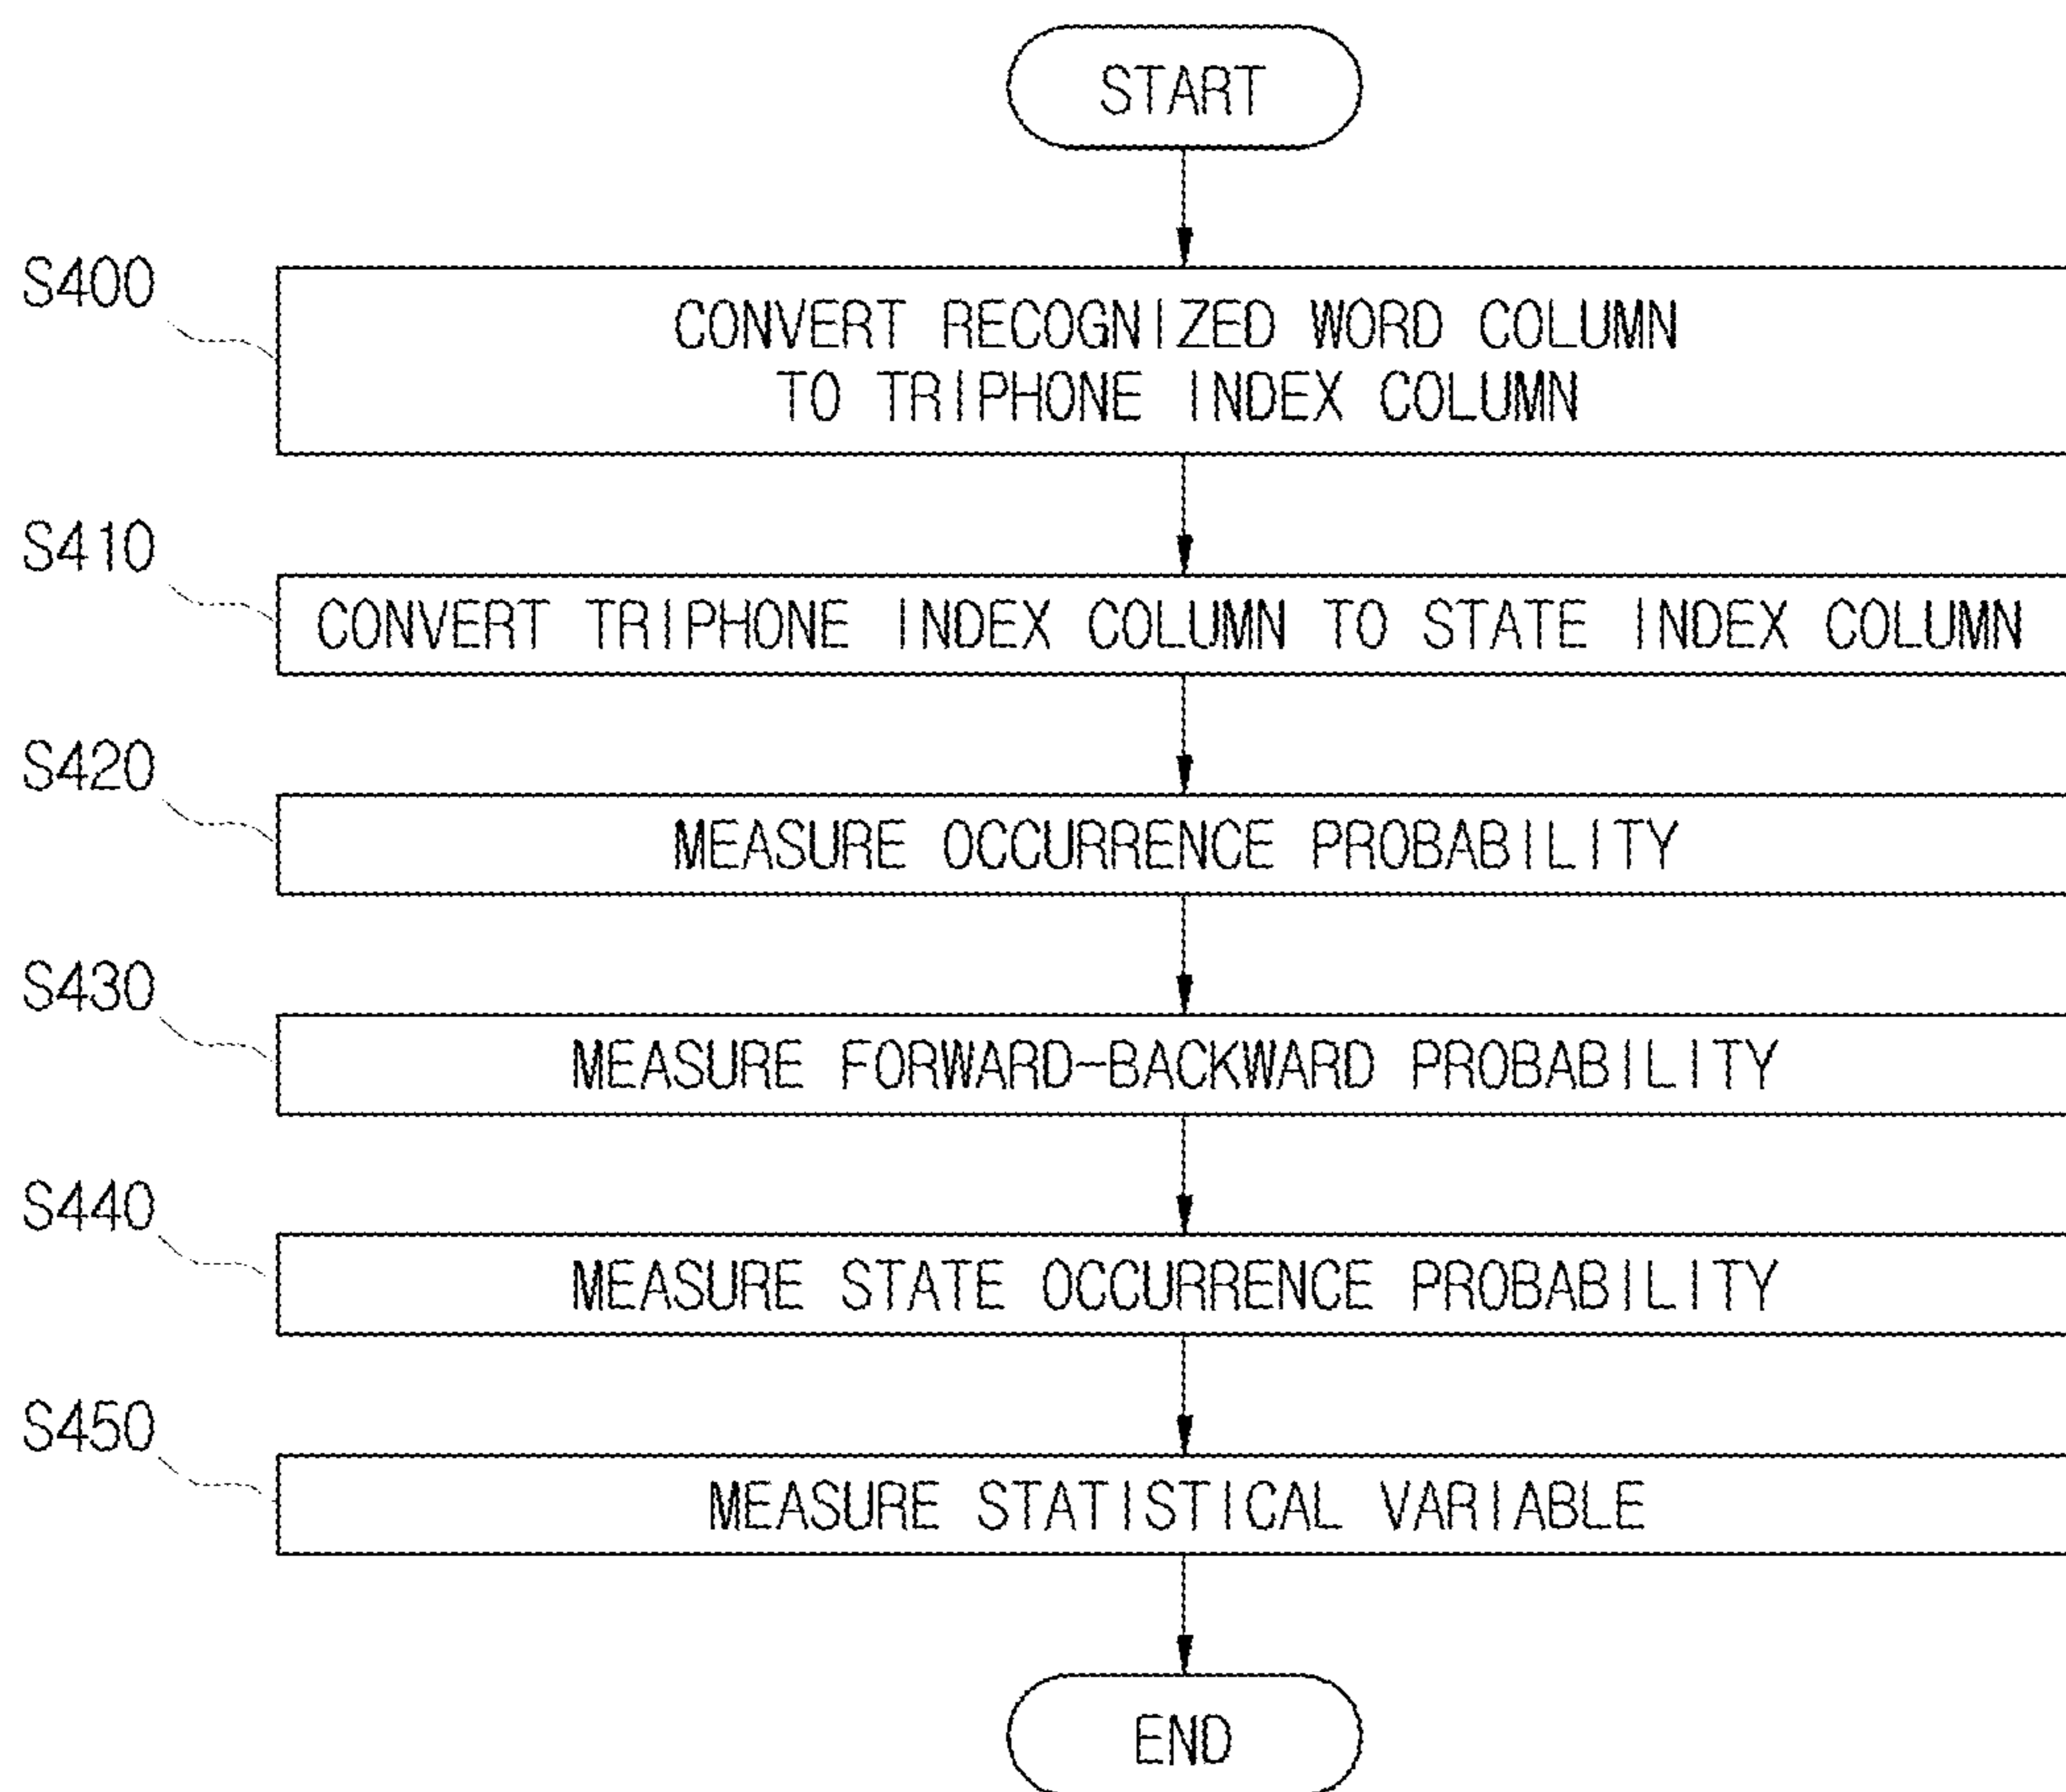 START
S400
CONVERT RECOGNIZED WORD COLUMN
TO TRIPHONE INDEX COLUMN
S410
CONVERT TRIPHONE INDEX COLUMN TO STATE INDEX COLUMN
S420
MEASURE OCCURRENCE PROBABILITY
S430
MEASURE FORWARD-BACKWARD PROBABILITY
S440
MEASURE STATE OCCURRENCE PROBABILITY
S450
MEASURE STATISTICAL VARIABLE
END